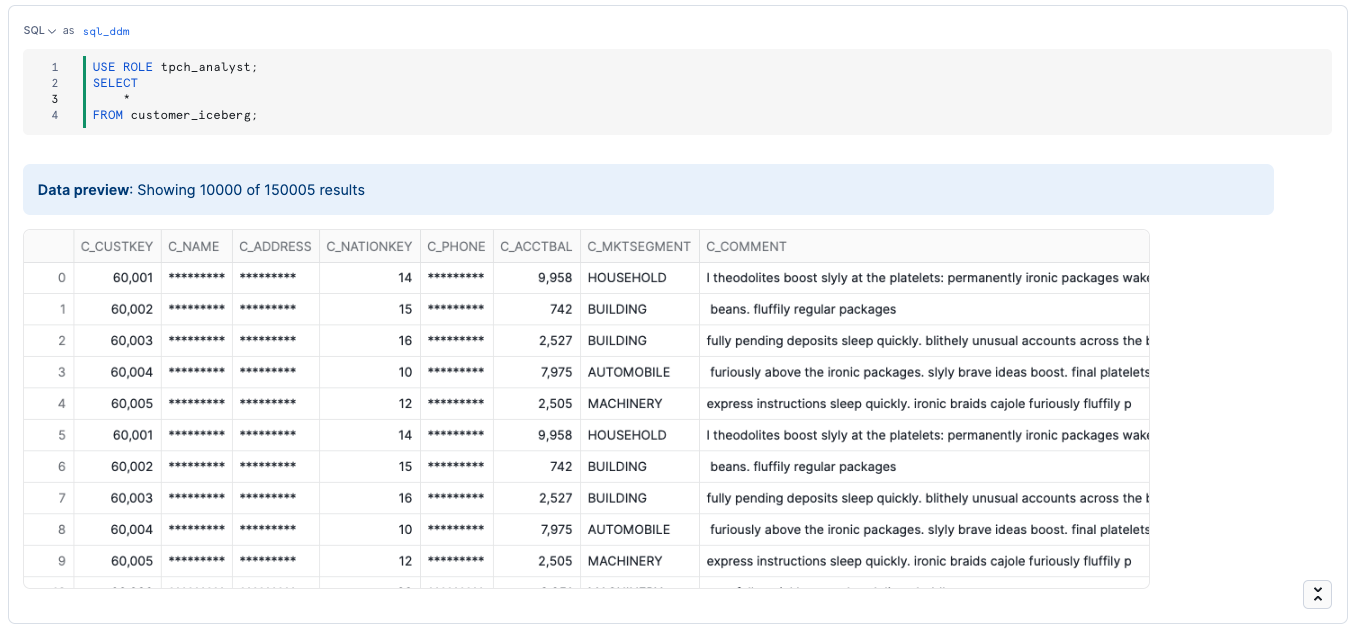 SQL as sql_ddm
1 USE ROLE tpch_analyst;
2 SELECT
3 *
4 FROM customer_iceberg;
Data preview: Showing 10000 of 150005 results
C_CUSTKEY C_NAME C_ADDRESS C_NATIONKEY C_PHONE C_ACCTBAL C_MKTSEGMENT C_COMMENT
0 60,001 ********* ********* 14 ********* 9,958 HOUSEHOLD l theodolites boost slyly at the platelets: permanently ironic packages wake
1 60,002 ********* ********* 15 ********* 742 BUILDING beans. fluffily regular packages
2 60,003 ********* ********* 16 ********* 2,527 BUILDING fully pending deposits sleep quickly. blithely unusual accounts across the b
3 60,004 ********* ********* 10 ********* 7,975 AUTOMOBILE furiously above the ironic packages. slyly brave ideas boost. final platelets
4 60,005 ********* ********* 12 ********* 2,505 MACHINERY express instructions sleep quickly. ironic braids cajole furiously fluffily p
5 60,001 ********* ********* 14 ********* 9,958 HOUSEHOLD l theodolites boost slyly at the platelets: permanently ironic packages wake
6 60,002 ********* ********* 15 ********* 742 BUILDING beans. fluffily regular packages
7 60,003 ********* ********* 16 ********* 2,527 BUILDING fully pending deposits sleep quickly. blithely unusual accounts across the b
8 60,004 ********* ********* 10 ********* 7,975 AUTOMOBILE furiously above the ironic packages. slyly brave ideas boost. final platelets
9 60,005 ********* ********* 12 ********* 2,505 MACHINERY express instructions sleep quickly. ironic braids cajole furiously fluffily p